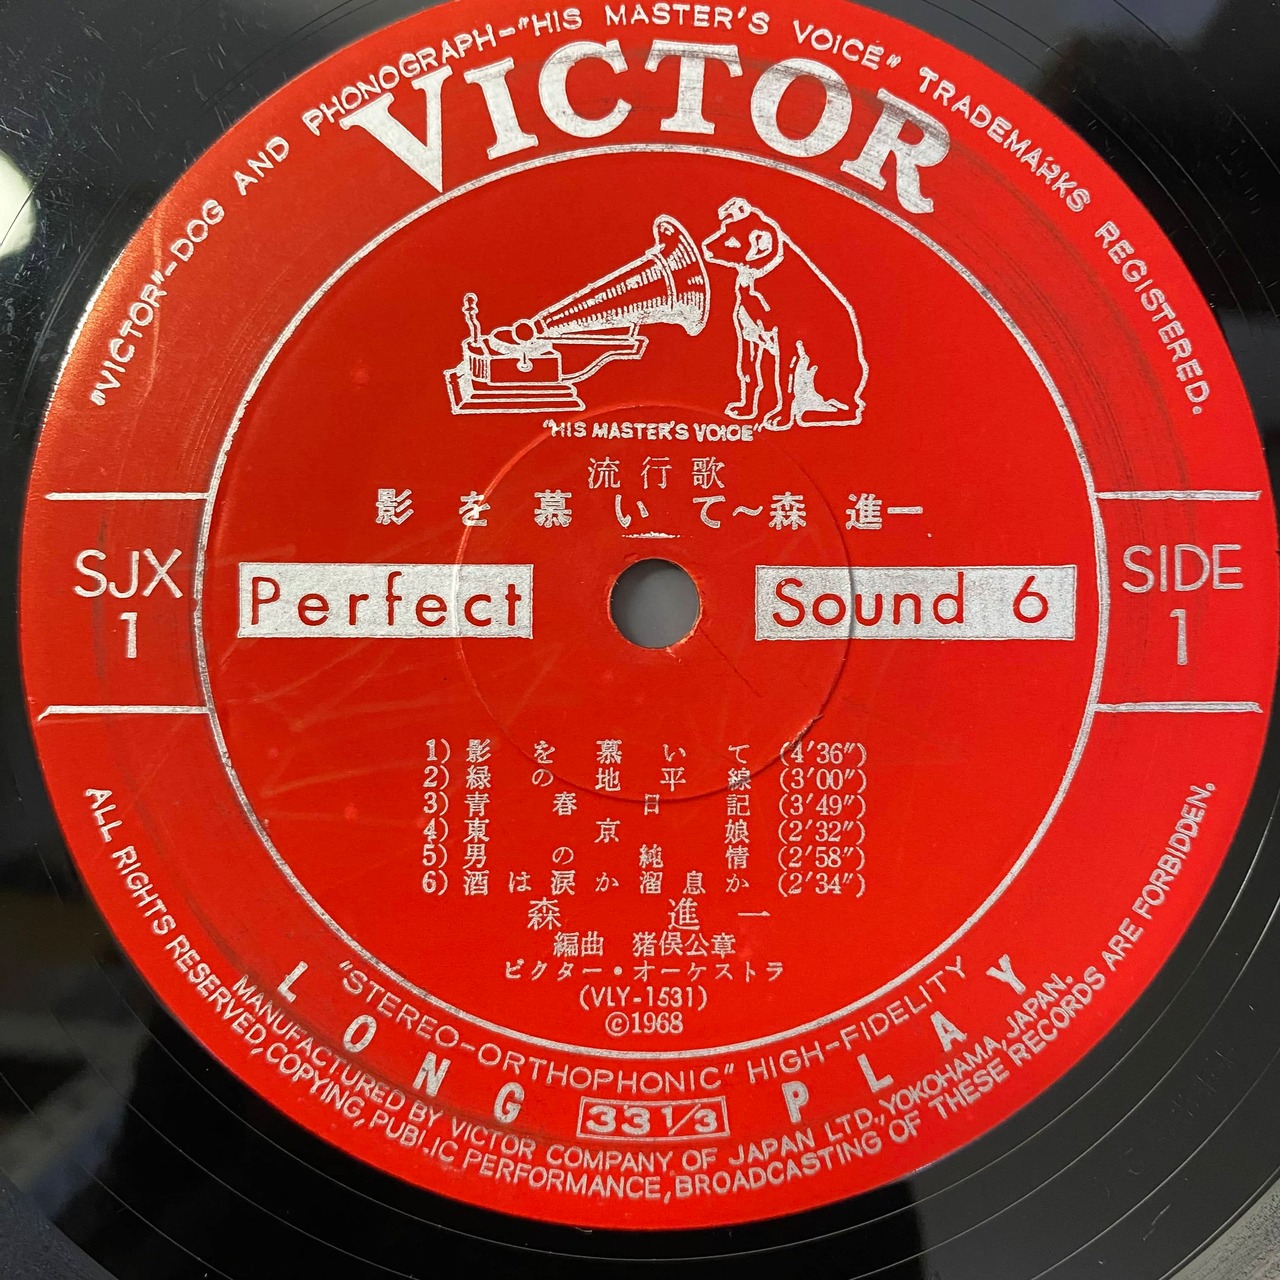 "VICTOR"-DOG AND PHONOGRAPH-"HIS MASTER'S VOICE" TRADEMARKS REGISTERED.
VICTOR
"HIS MASTER'S VOICE"
流行歌
影を慕いて〜森進一
SJX
1
Perfect Sound 6
SIDE
1
1) 影を慕いて (4′36″)
2) 緑の地平線 (3′00″)
3) 青春日記 (3′49″)
4) 東京娘 (2′32″)
5) 男の純情 (2′58″)
6) 酒は涙か溜息か (2′34″)
森進一
編曲 猪俣公章
ビクター・オーケストラ
(VLY-1531)
©1968
"STEREO-ORTHOPHONIC" HIGH-FIDELITY
LONG 33 1/3 PLAY
MANUFACTURED BY VICTOR COMPANY OF JAPAN LTD., YOKOHAMA, JAPAN.
ALL RIGHTS RESERVED, COPYING, PUBLIC PERFORMANCE, BROADCASTING OF THESE RECORDS ARE FORBIDDEN.